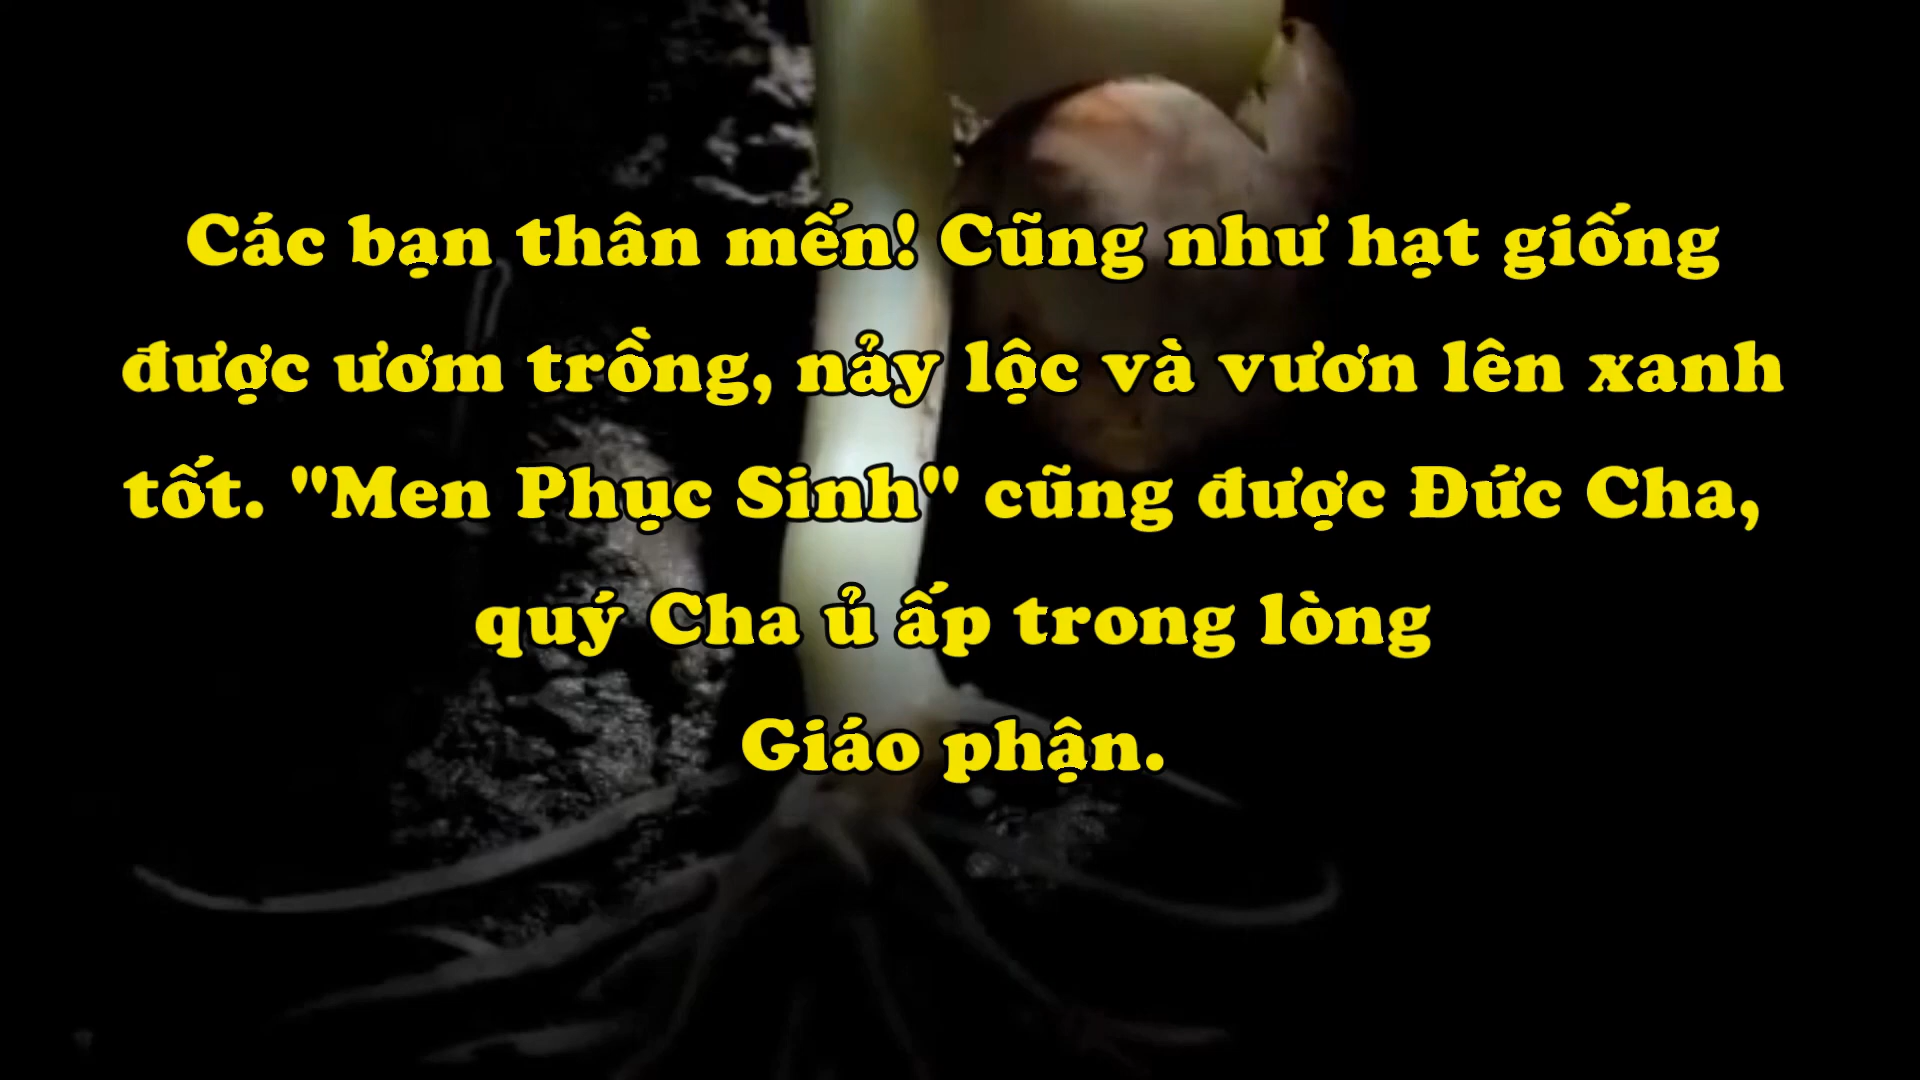 Các bạn thân mến! Cũng như hạt giống
được ươm trồng, nảy lộc và vươn lên xanh
tốt. "Men Phục Sinh" cũng được Đức Cha,
quý Cha ủ ấp trong lòng
Giáo phận.